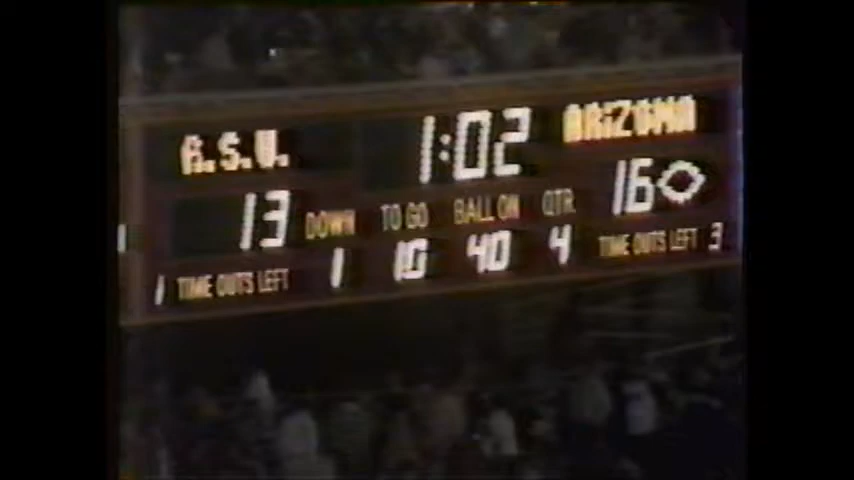 A.S.U. 1:02 ARIZONA
13 DOWN TO GO BALL ON QTR 16
1 TIME OUTS LEFT 1 10 40 4 TIME OUTS LEFT 3